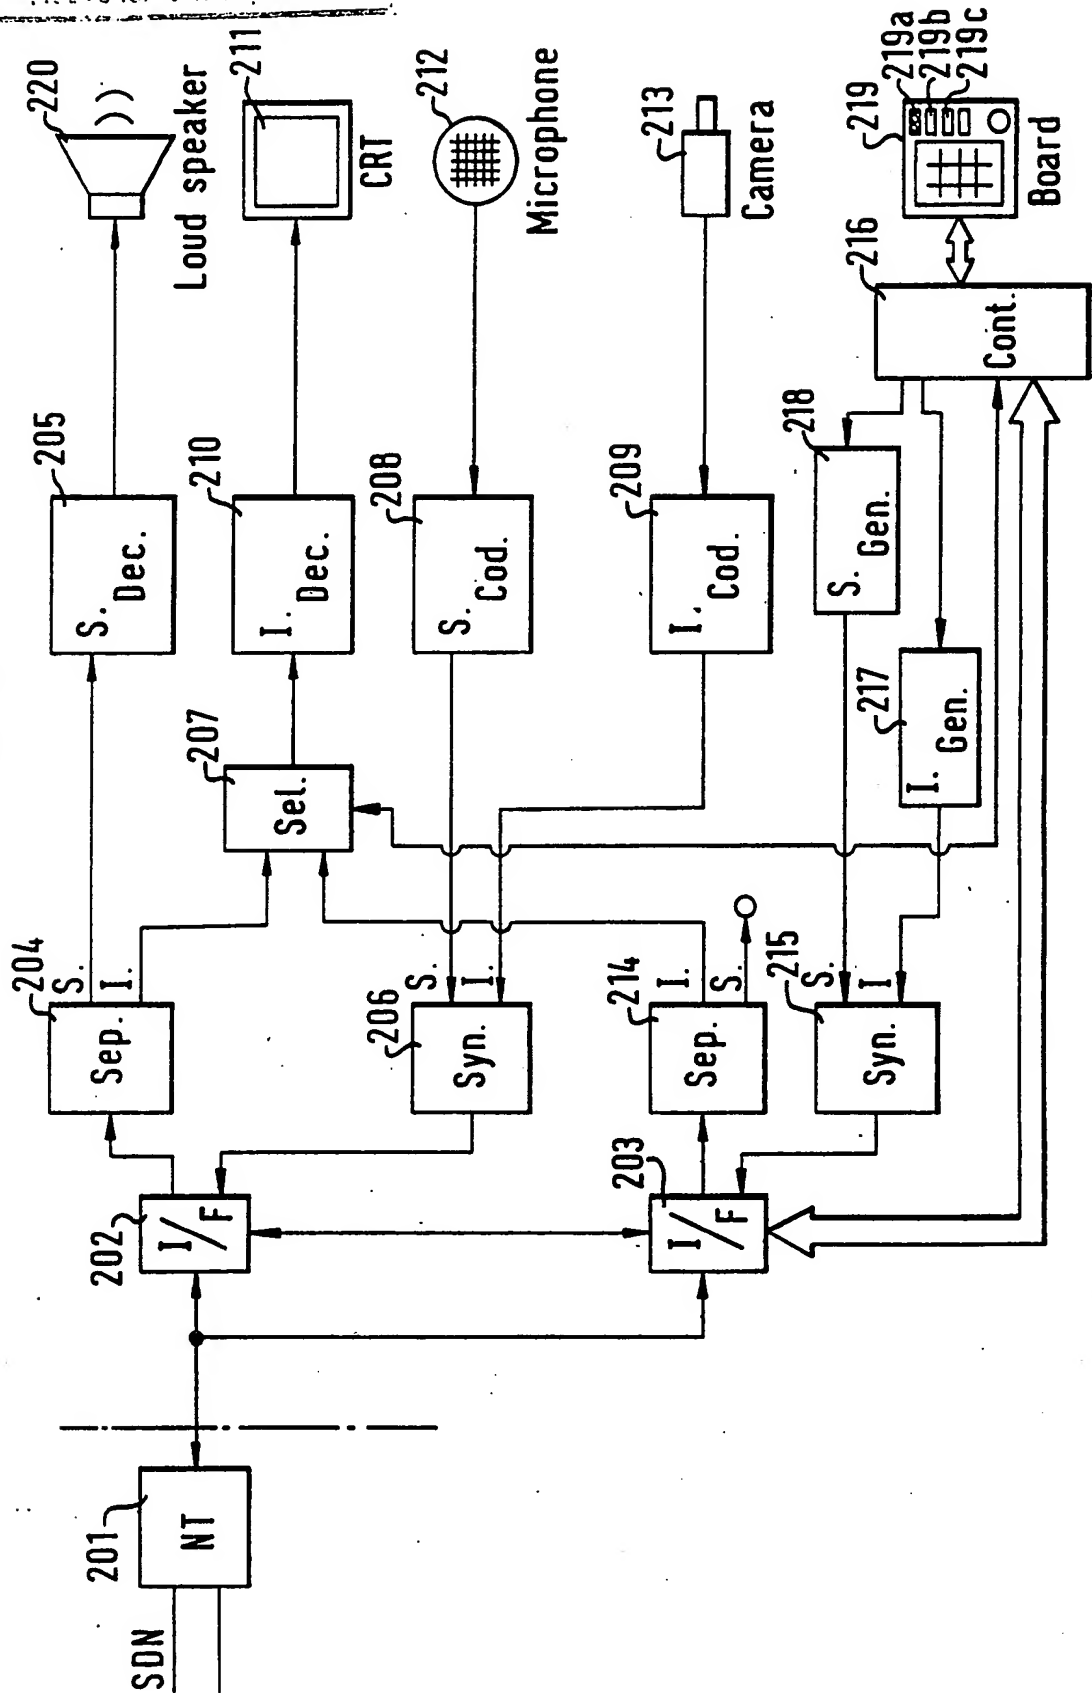 SDN
201
NT
202
I/F
203
I/F
204
Sep.
S.
I.
206
Syn.
S.
I.
214
Sep.
I.
S.
215
Syn.
S.
I
207
Sel.
205
S. Dec.
210
I. Dec.
208
S. Cod.
209
I. Cod.
218
S. Gen.
217
I. Gen.
216
Cont.
220
Loud speaker
211
CRT
212
Microphone
213
Camera
219
219a
219b
219c
Board